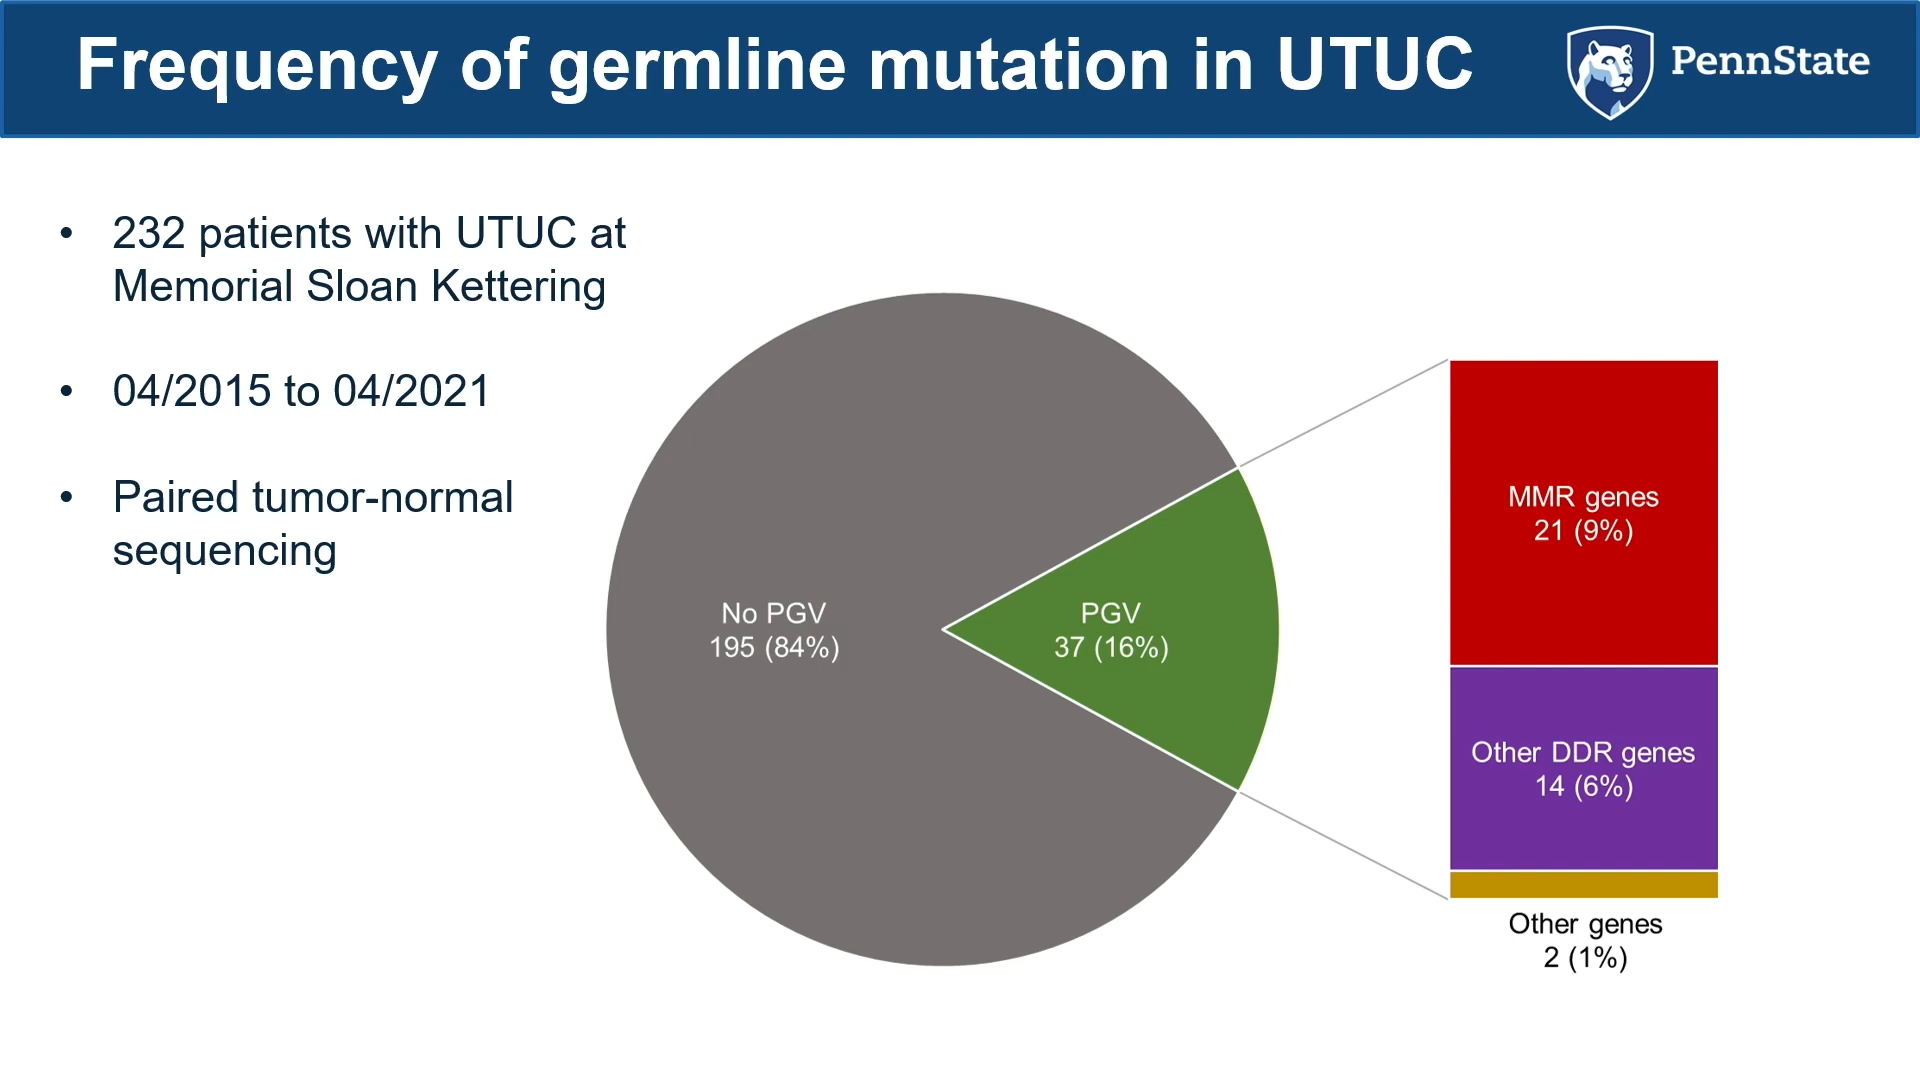 Frequency of germline mutation in UTUC
PennState
• 232 patients with UTUC at
Memorial Sloan Kettering
• 04/2015 to 04/2021
• Paired tumor-normal
sequencing
No PGV
195 (84%)
PGV
37 (16%)
MMR genes
21 (9%)
Other DDR genes
14 (6%)
Other genes
2 (1%)